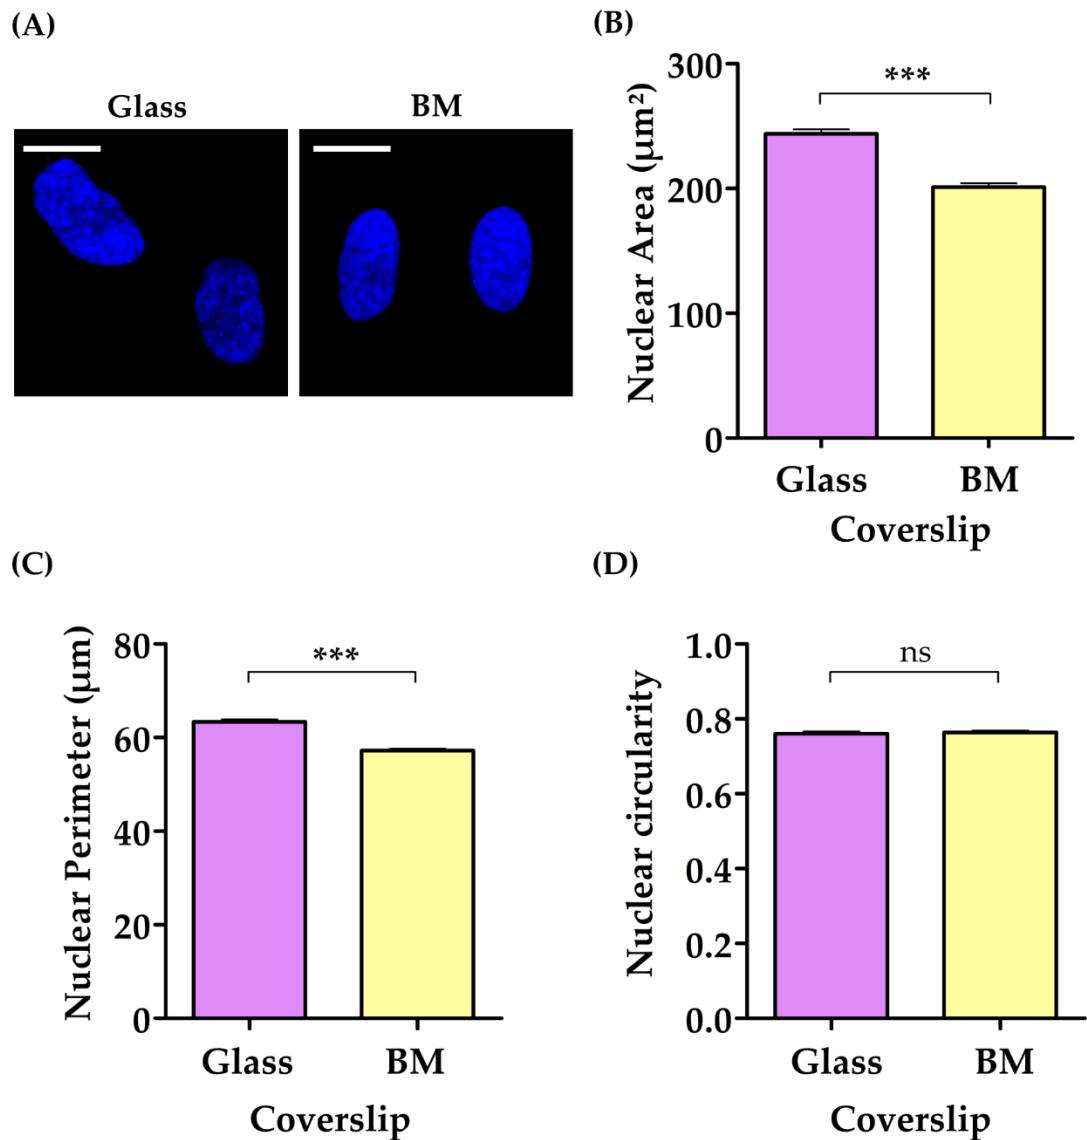 (A)
Glass
BM
(B)
Nuclear Area (µm²)
300
200
100
0
***
Glass
BM
Coverslip
(C)
Nuclear Perimeter (µm)
80
60
40
20
0
***
Glass
BM
Coverslip
(D)
Nuclear circularity
1.0
0.8
0.6
0.4
0.2
0.0
ns
Glass
BM
Coverslip